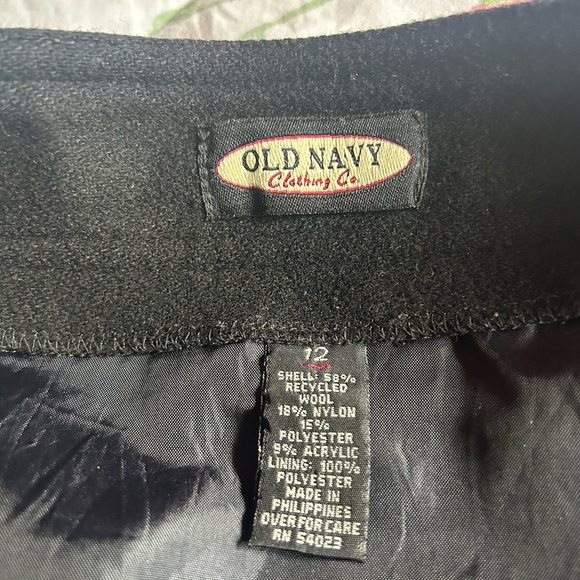 OLD NAVY
Clothing Co.
12
SHELL: 58%
RECYCLED
WOOL
18% NYLON
15%
POLYESTER
9% ACRYLIC
LINING: 100%
POLYESTER
MADE IN
PHILIPPINES
OVER FOR CARE
RN 54023